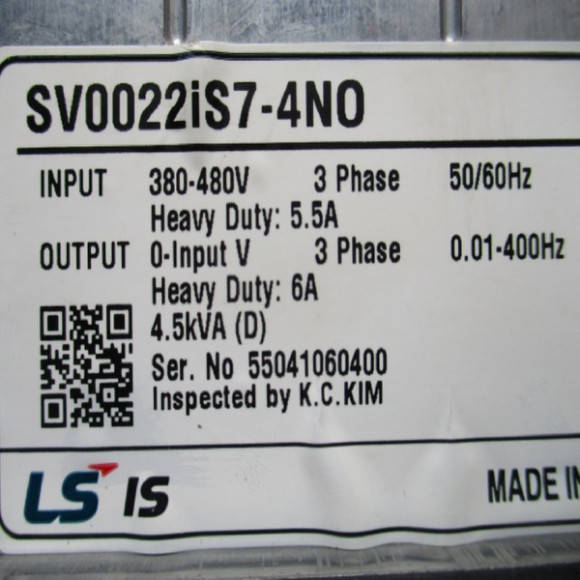 SV0022iS7-4NO
INPUT 380-480V 3 Phase 50/60Hz
Heavy Duty: 5.5A
OUTPUT 0-Input V 3 Phase 0.01-400Hz
Heavy Duty: 6A
4.5kVA (D)
Ser. No 55041060400
Inspected by K.C.KIM
LS IS MADE IN